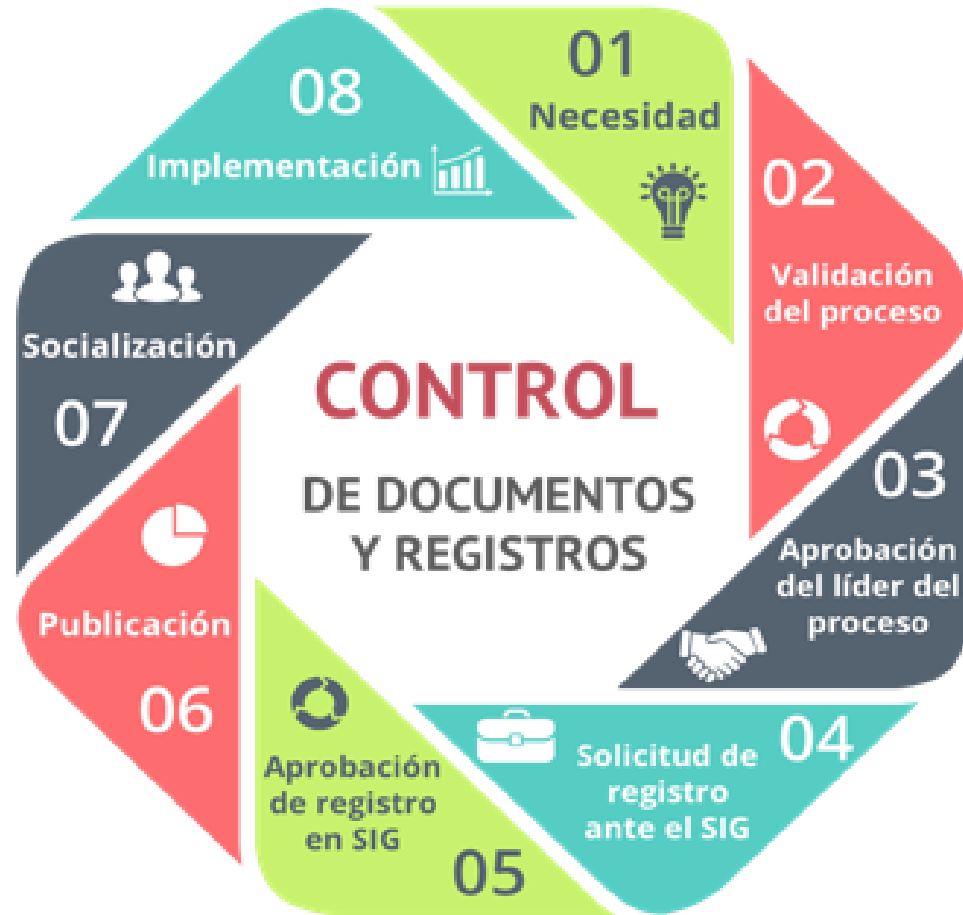 CONTROL
DE DOCUMENTOS
Y REGISTROS
01
Necesidad
02
Validación
del proceso
03
Aprobación
del líder del
proceso
04
Solicitud de
registro
ante el SIG
Aprobación
de registro
en SIG
05
Publicación
06
Socialización
07
08
Implementación